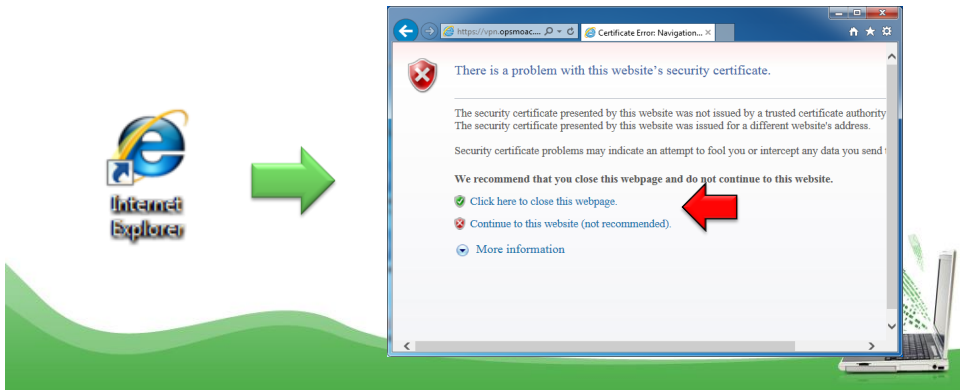 Internet
Explorer
https://vpn.opsmoac....
Certificate Error: Navigation...
There is a problem with this website's security certificate.
The security certificate presented by this website was not issued by a trusted certificate authority
The security certificate presented by this website was issued for a different website's address.
Security certificate problems may indicate an attempt to fool you or intercept any data you send
We recommend that you close this webpage and do not continue to this website.
Click here to close this webpage.
Continue to this website (not recommended).
More information